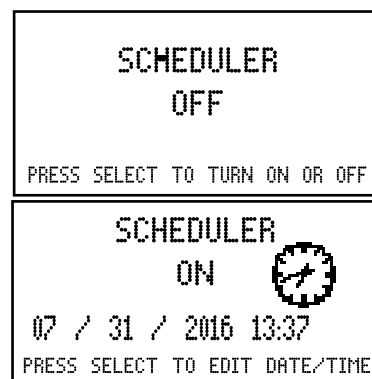 SCHEDULER
OFF
PRESS SELECT TO TURN ON OR OFF
SCHEDULER
ON
07 / 31 / 2016 13:37
PRESS SELECT TO EDIT DATE/TIME